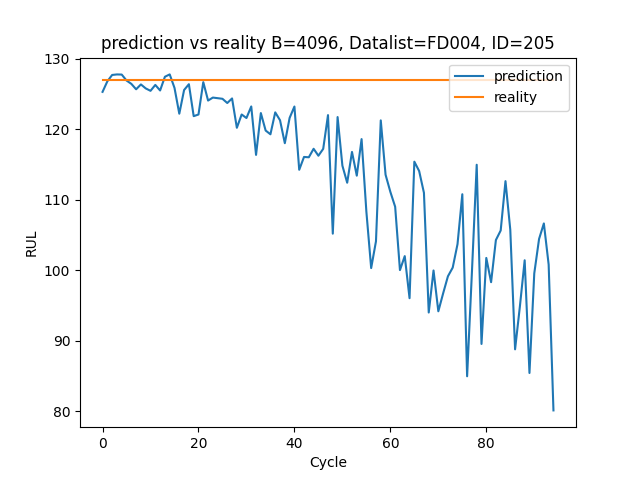 prediction vs reality B=4096, Datalist=FD004, ID=205
prediction
reality
130
120
110
100
90
80
RUL
0 20 40 60 80
Cycle